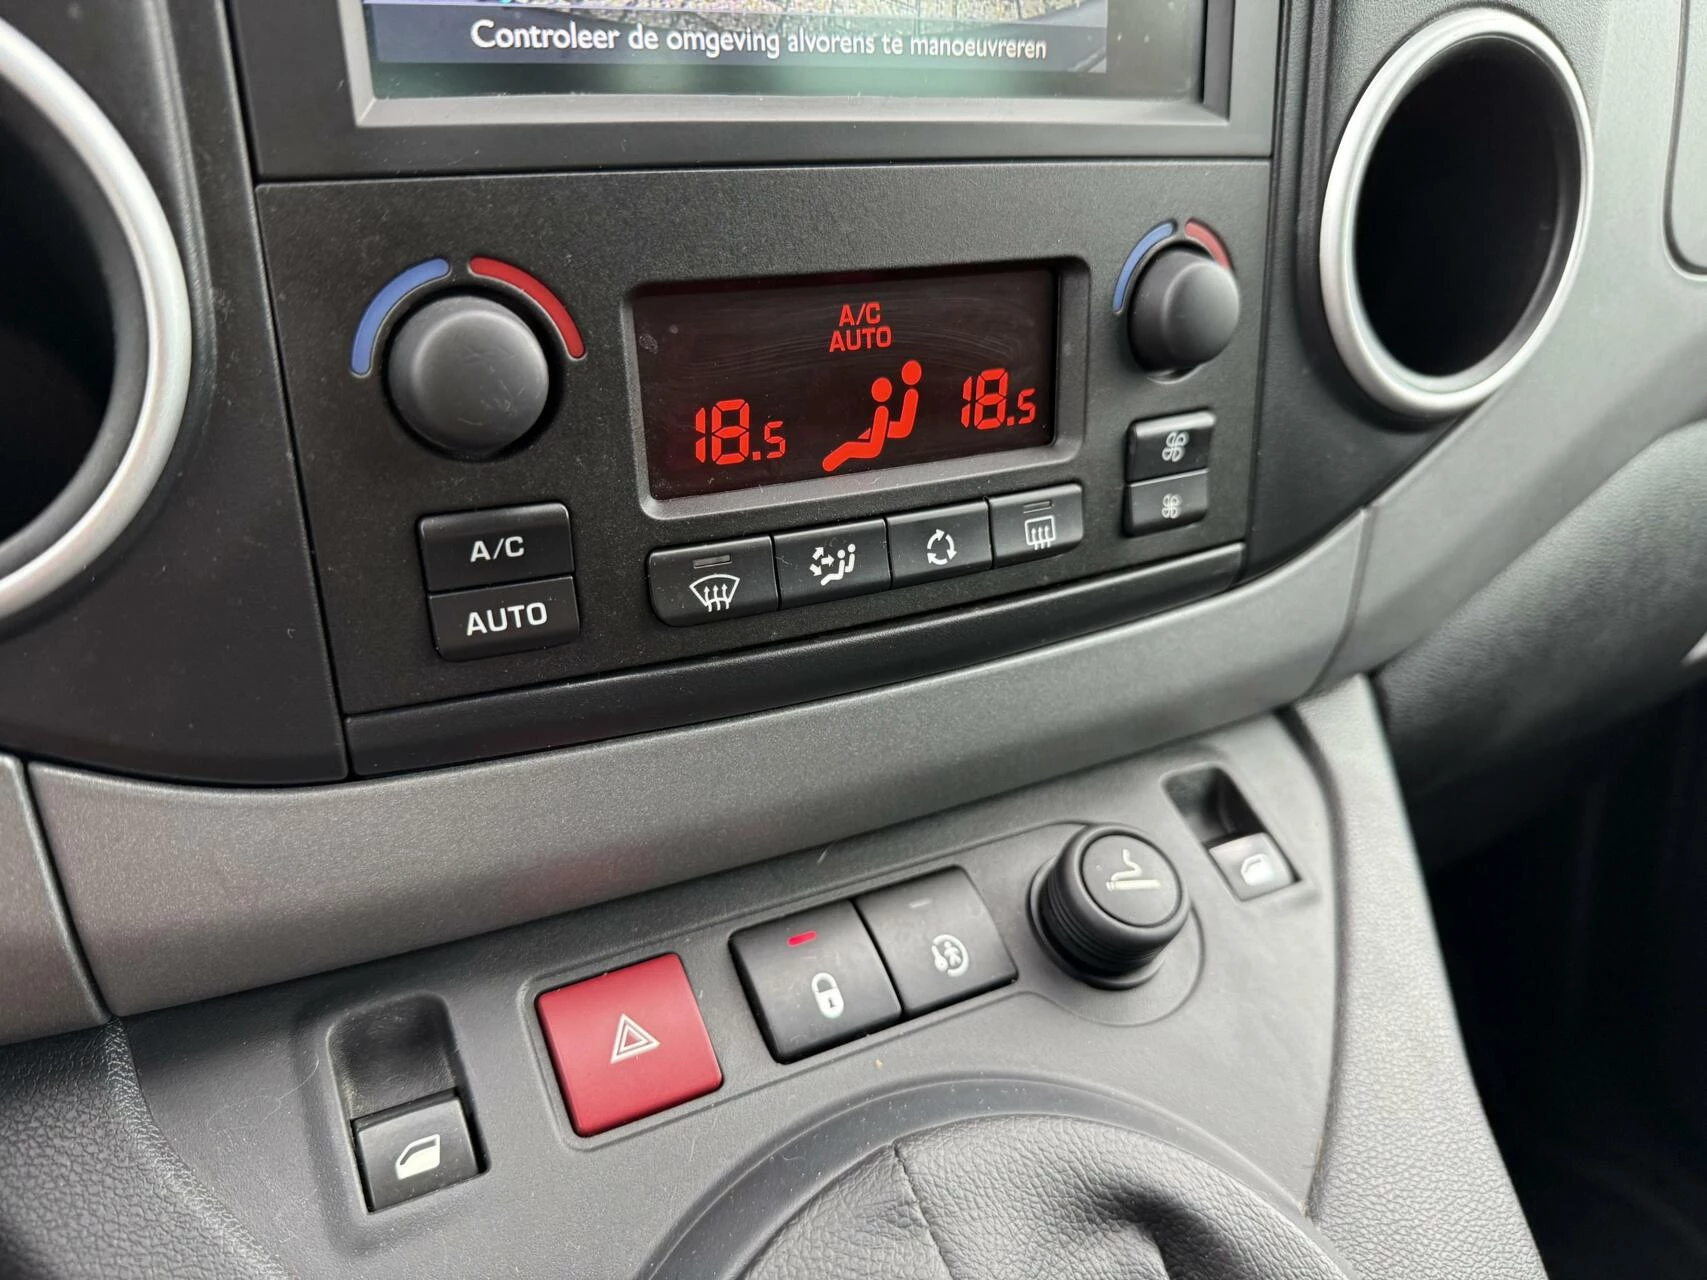 Controleer de omgeving alvorens te manoeuvreren
A/C
AUTO
18.5 18.5
A/C
AUTO